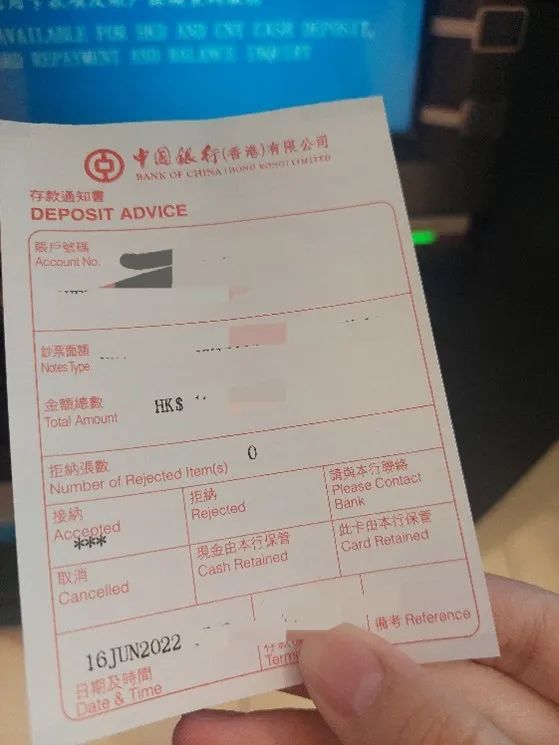 AVAILABLE FOR HKD AND CNY CASH DEPOSIT,
REPAYMENT AND BALANCE INQUIRY
中國銀行(香港)有限公司
BANK OF CHINA (HONG KONG) LIMITED
存款通知書
DEPOSIT ADVICE
賬戶號碼
Account No.
鈔票面額
Notes Type
金額總數
Total Amount
HK$
拒納張數
Number of Rejected Item(s)
0
接納
Accepted
***
拒納
Rejected
請與本行聯絡
Please Contact
Bank
取消
Cancelled
現金由本行保管
Cash Retained
此卡由本行保管
Card Retained
16JUN2022
日期及時間
Date & Time
備考 Reference